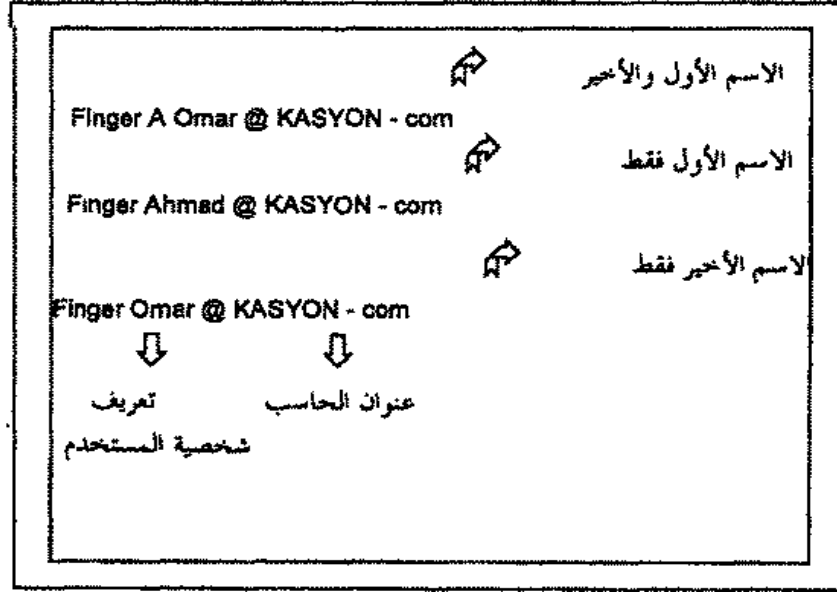 الاسم الأول والأخير
Finger A Omar @ KASYON - com
الاسم الأول فقط
Finger Ahmad @ KASYON - com
الاسم الأخير فقط
Finger Omar @ KASYON - com
تعريف عنوان الحاسب
شخصية المستخدم